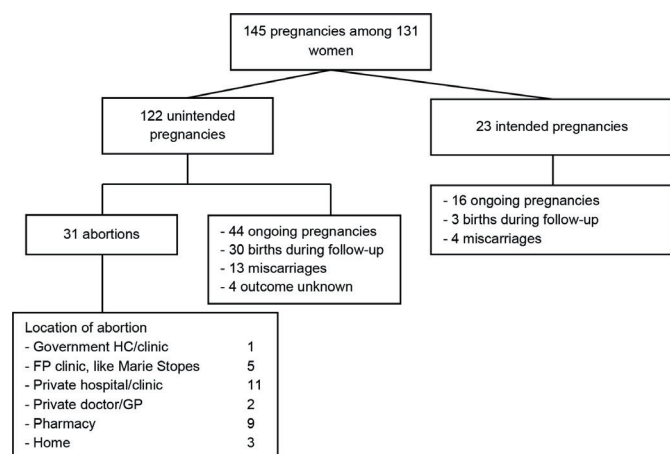 145 pregnancies among 131
women
122 unintended
pregnancies
23 intended pregnancies
31 abortions
- 44 ongoing pregnancies
- 30 births during follow-up
- 13 miscarriages
- 4 outcome unknown
- 16 ongoing pregnancies
- 3 births during follow-up
- 4 miscarriages
Location of abortion
- Government HC/clinic 1
- FP clinic, like Marie Stopes 5
- Private hospital/clinic 11
- Private doctor/GP 2
- Pharmacy 9
- Home 3